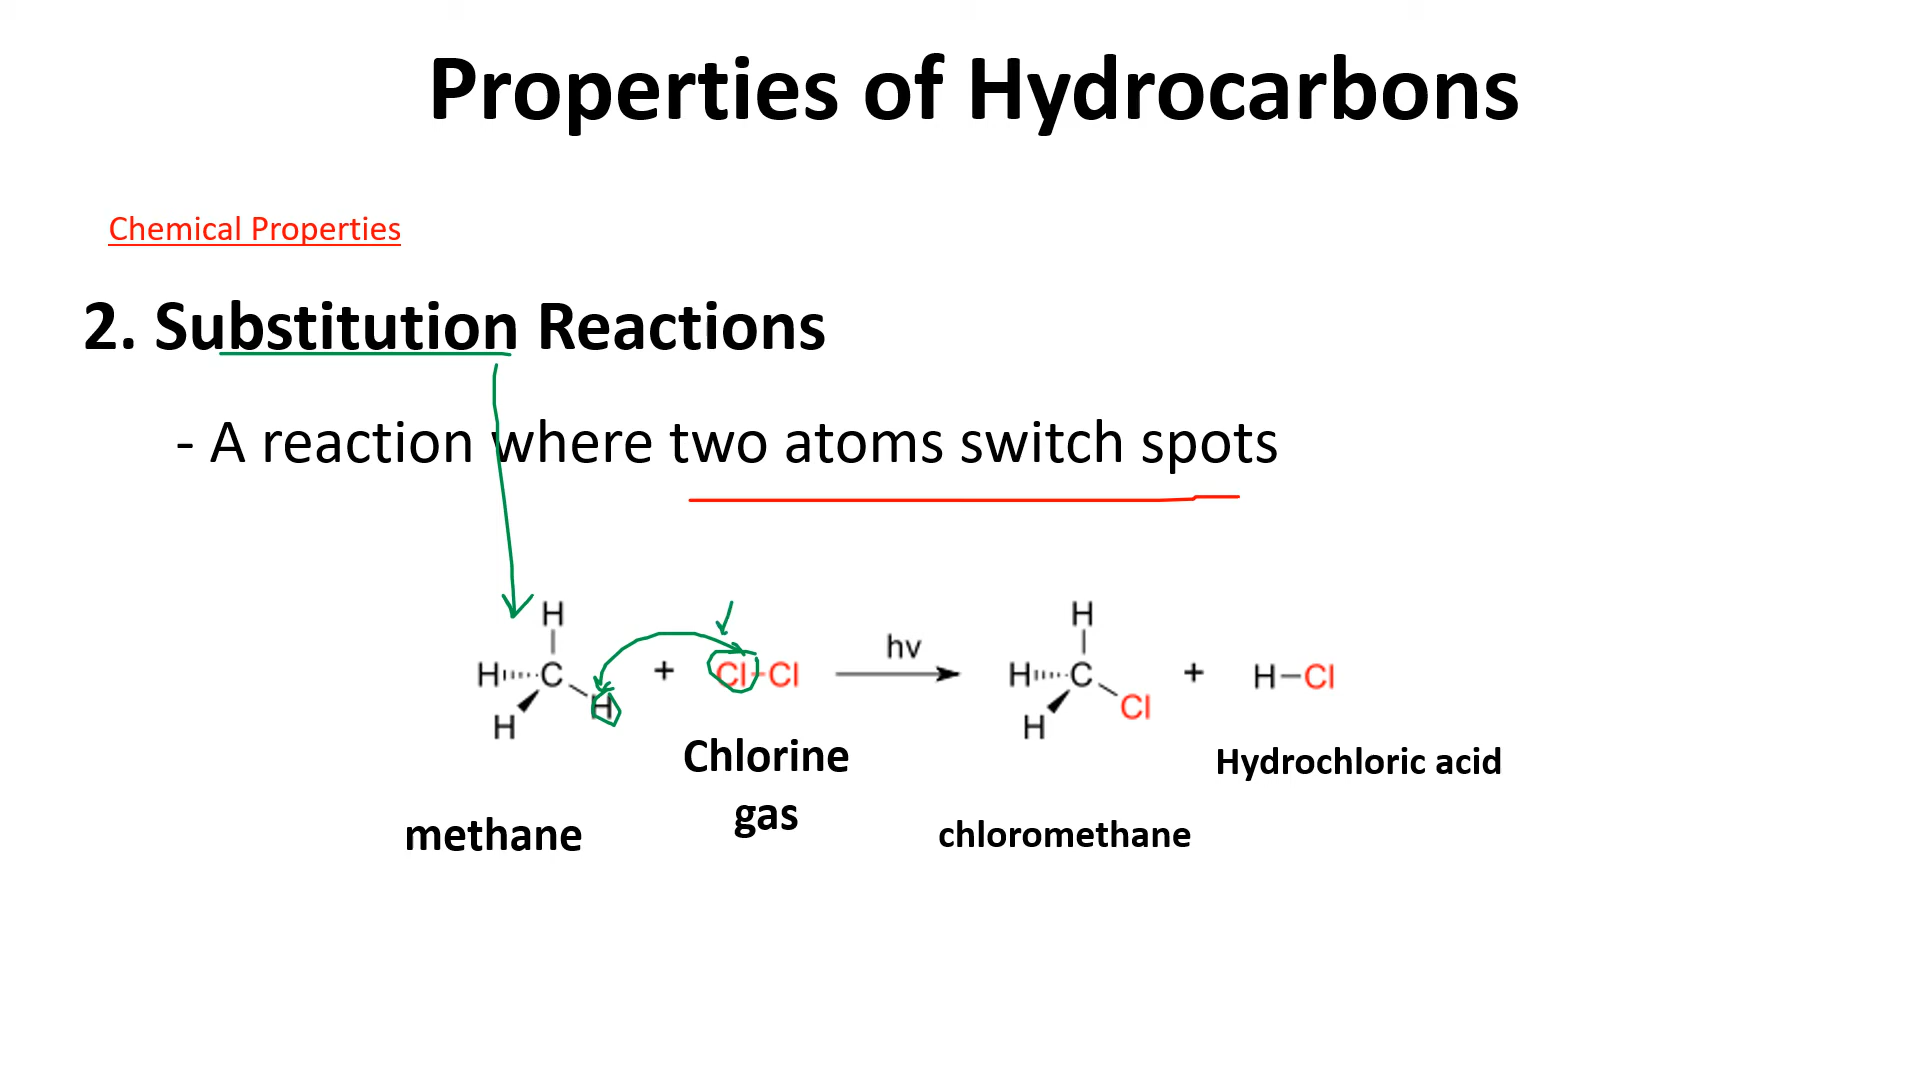 Properties of Hydrocarbons
Chemical Properties
2. Substitution Reactions
- A reaction where two atoms switch spots
H H
hv
H C + Cl-Cl H C + H-Cl
H H Cl
H H
Chlorine
gas
Hydrochloric acid
methane
chloromethane